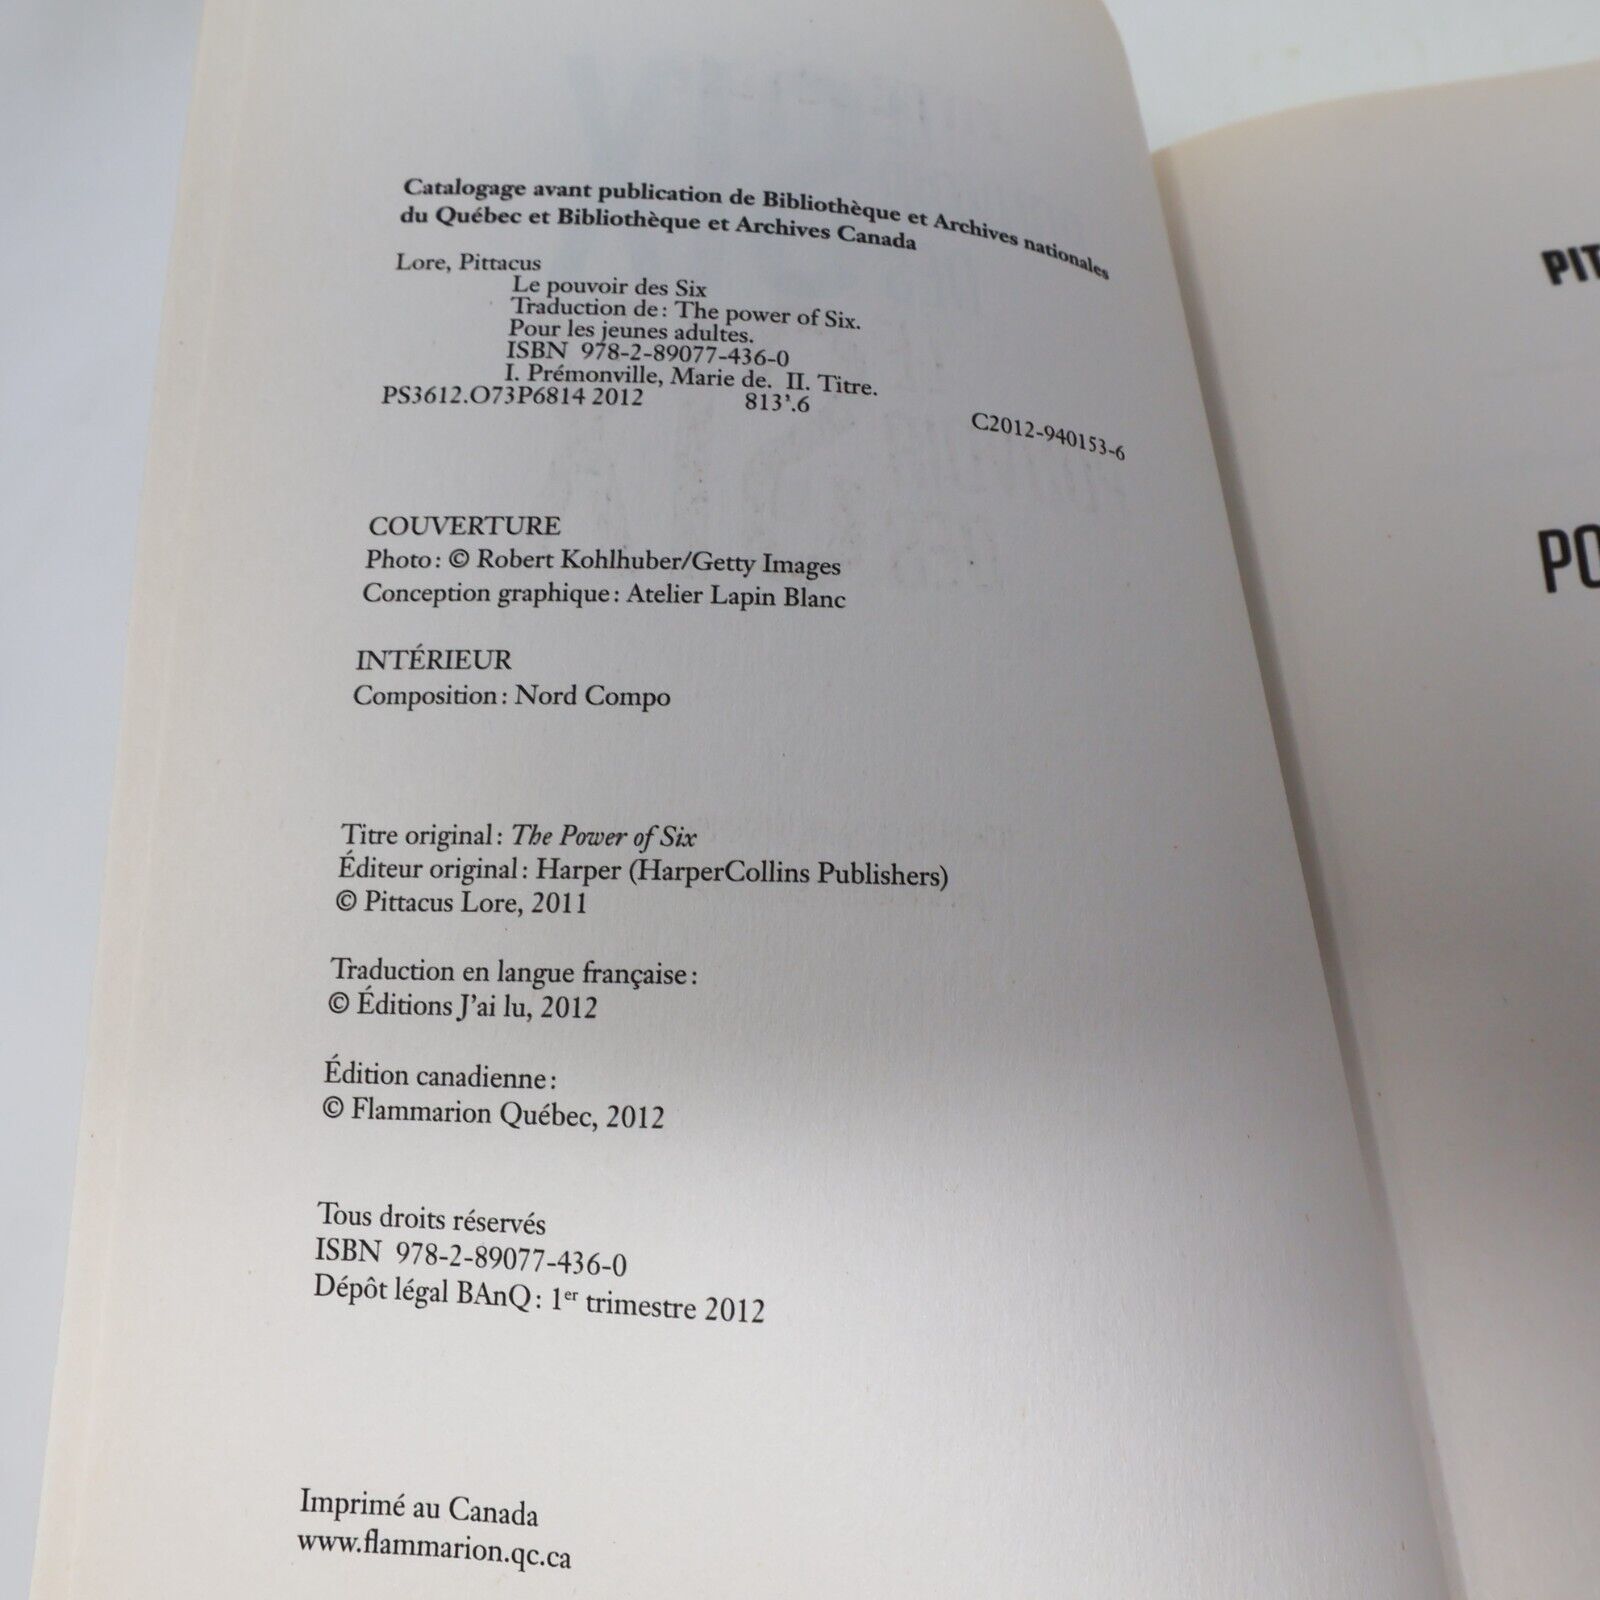 Catalogage avant publication de Bibliothèque et Archives nationales
du Québec et Bibliothèque et Archives Canada
Lore, Pittacus
Le pouvoir des Six
Traduction de : The power of Six.
Pour les jeunes adultes.
ISBN 978-2-89077-436-0
I. Prémonville, Marie de. II. Titre.
PS3612.O73P6814 2012 813’.6 C2012-940153-6
COUVERTURE
Photo : © Robert Kohlhuber/Getty Images
Conception graphique : Atelier Lapin Blanc
INTÉRIEUR
Composition : Nord Compo
Titre original : The Power of Six
Éditeur original : Harper (HarperCollins Publishers)
© Pittacus Lore, 2011
Traduction en langue française :
© Éditions J’ai lu, 2012
Édition canadienne :
© Flammarion Québec, 2012
Tous droits réservés
ISBN 978-2-89077-436-0
Dépôt légal BAnQ : 1er trimestre 2012
Imprimé au Canada
www.flammarion.qc.ca
PIT
PO